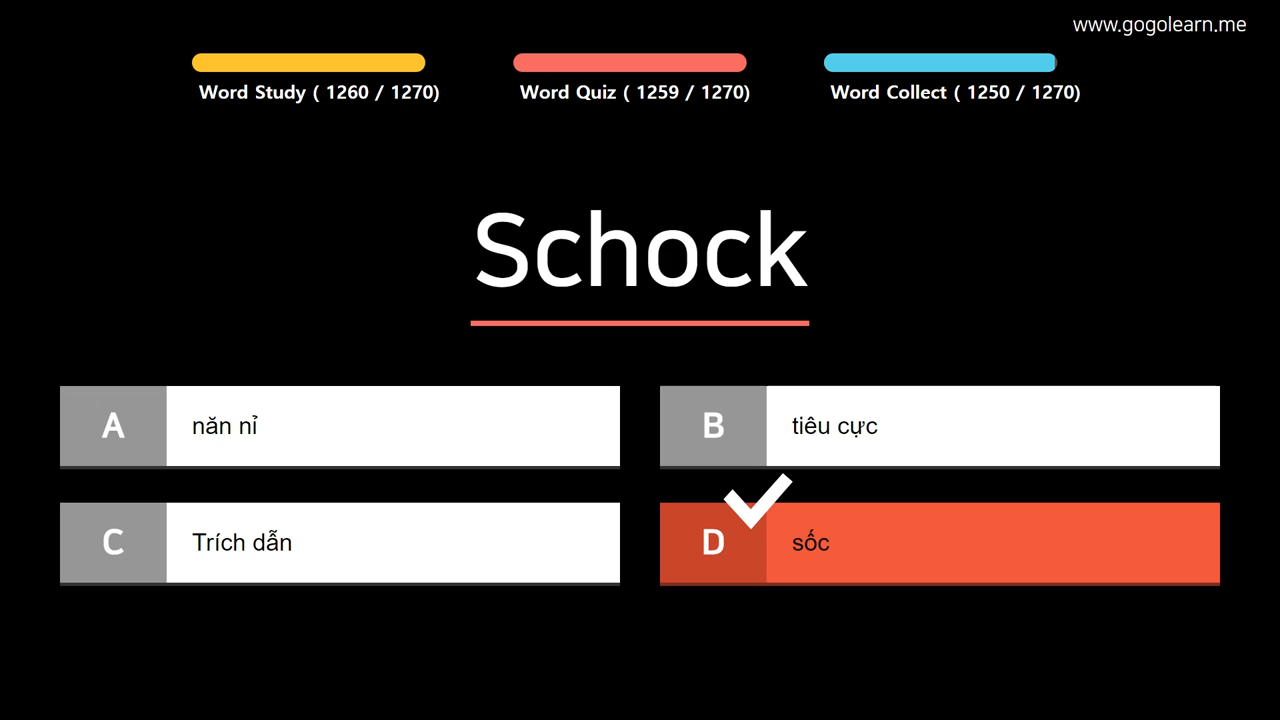 www.gogolearn.me
Word Study ( 1260 / 1270)
Word Quiz ( 1259 / 1270)
Word Collect ( 1250 / 1270)
Schock
A năn nỉ
B tiêu cực
C Trích dẫn
D sốc